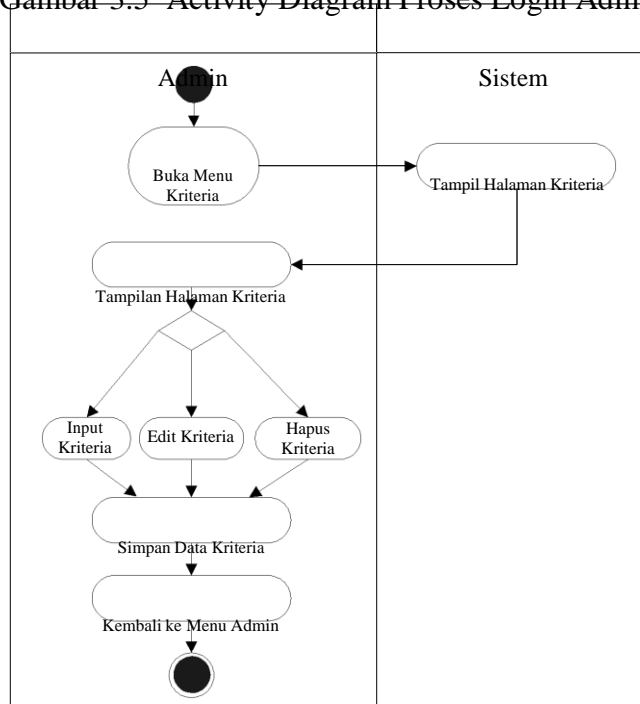 Gambar 3.5 Activity Diagram Proses Login Adm
Admin
Sistem
Buka Menu
Kriteria
Tampil Halaman Kriteria
Tampilan Halaman Kriteria
Input
Kriteria
Edit Kriteria
Hapus
Kriteria
Simpan Data Kriteria
Kembali ke Menu Admin